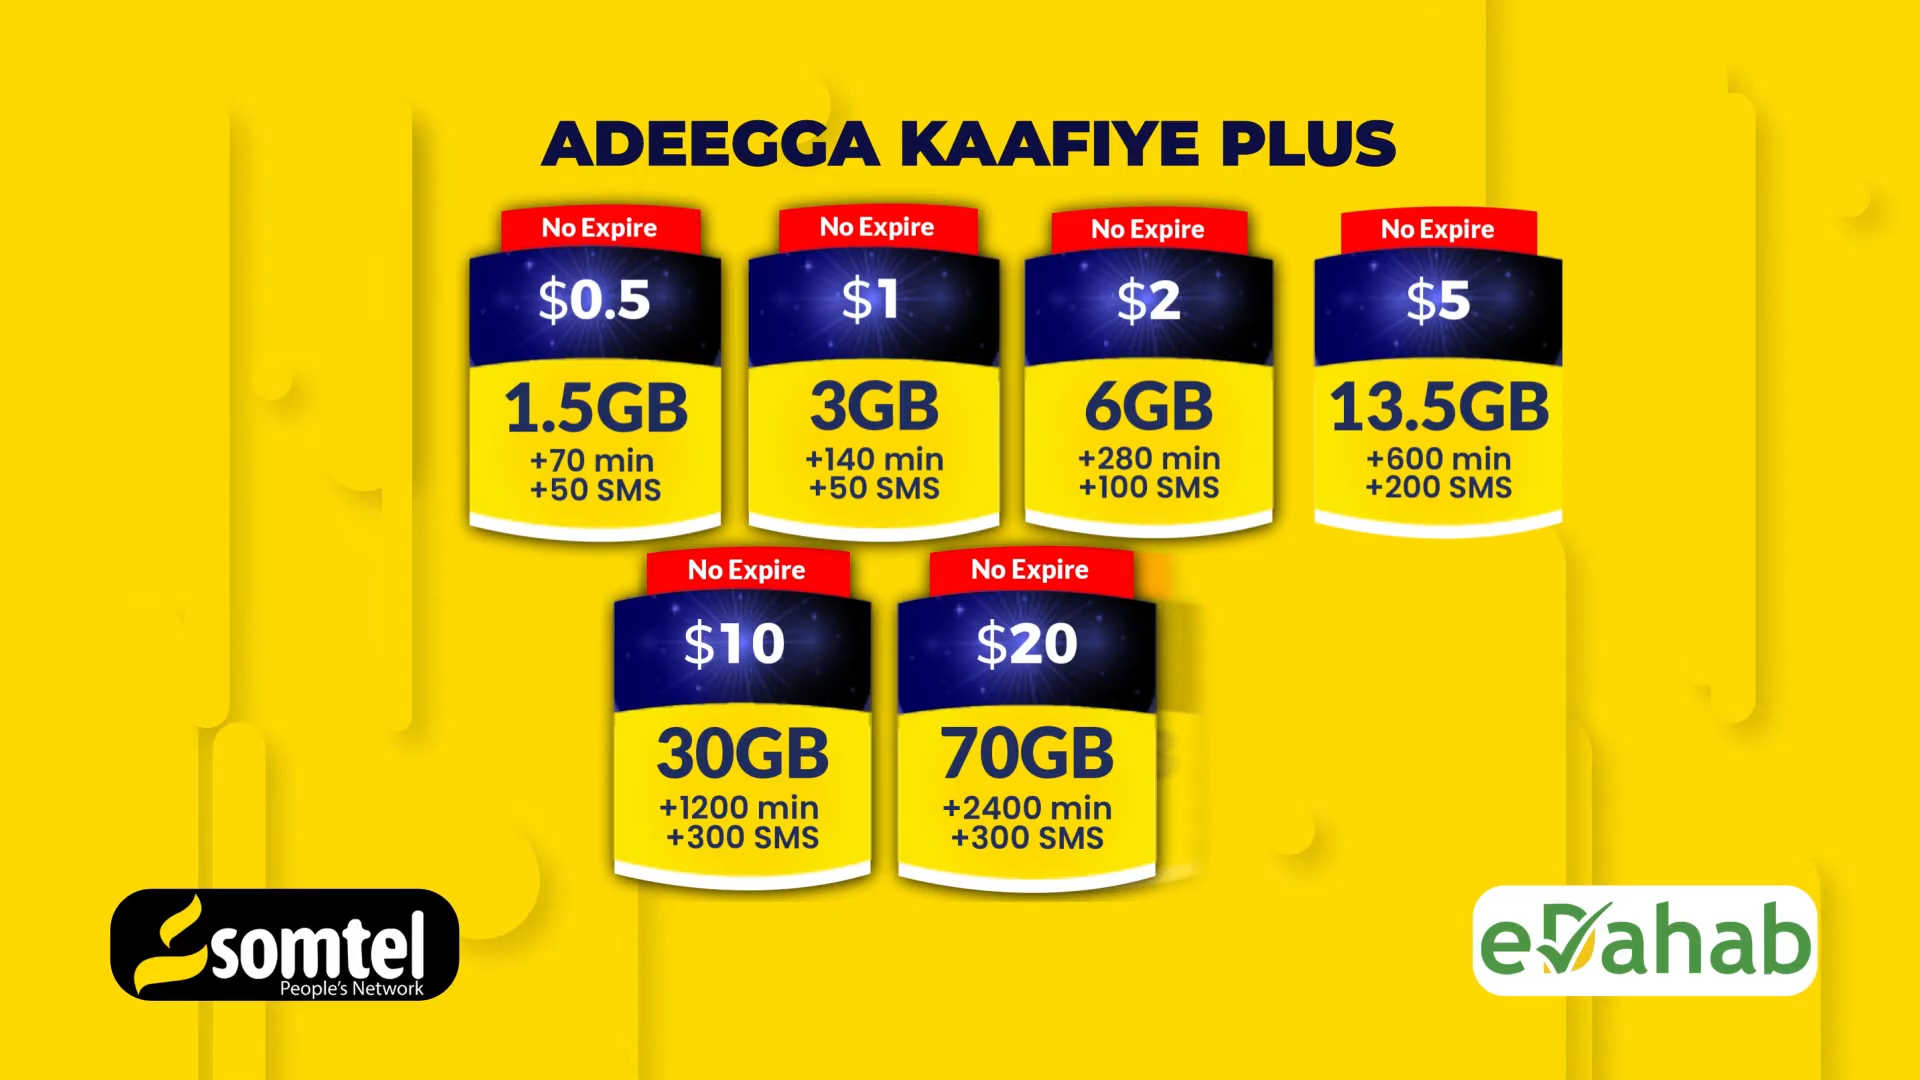 ADEEGGA KAAFIYE PLUS
No Expire
$0.5
1.5GB
+70 min
+50 SMS
No Expire
$1
3GB
+140 min
+50 SMS
No Expire
$2
6GB
+280 min
+100 SMS
No Expire
$5
13.5GB
+600 min
+200 SMS
No Expire
$10
30GB
+1200 min
+300 SMS
No Expire
$20
70GB
+2400 min
+300 SMS
somtel
People's Network
eDahab